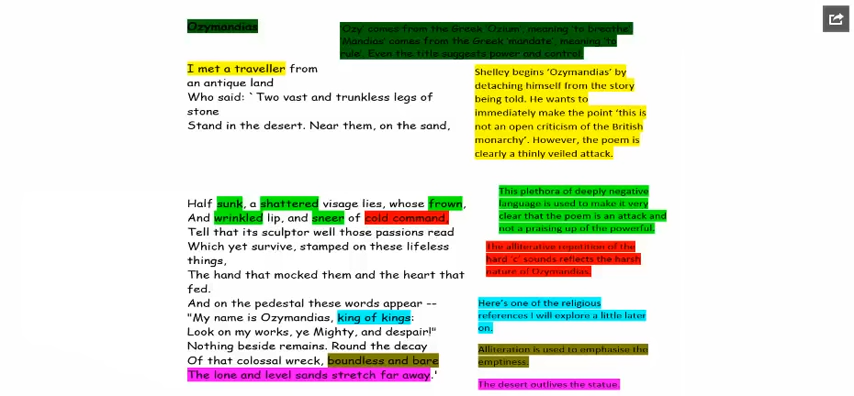 Ozymandias
'Ozy' comes from the Greek 'Ozium', meaning 'to breathe'.
'Mandias' comes from the Greek 'mandate', meaning 'to
rule'. Even the title suggests power and control.
I met a traveller from
an antique land
Who said: `Two vast and trunkless legs of
stone
Stand in the desert. Near them, on the sand,
Shelley begins 'Ozymandias' by
detaching himself from the story
being told. He wants to
immediately make the point 'this is
not an open criticism of the British
monarchy'. However, the poem is
clearly a thinly veiled attack.
Half sunk, a shattered visage lies, whose frown,
And wrinkled lip, and sneer of cold command,
Tell that its sculptor well those passions read
Which yet survive, stamped on these lifeless
things,
The hand that mocked them and the heart that
fed.
And on the pedestal these words appear --
"My name is Ozymandias, king of kings:
Look on my works, ye Mighty, and despair!"
Nothing beside remains. Round the decay
Of that colossal wreck, boundless and bare
The lone and level sands stretch far away.'
This plethora of deeply negative
language is used to make it very
clear that the poem is an attack and
not a praising up of the powerful.
The alliterative repetition of the
hard 'c' sounds reflects the harsh
nature of Ozymandias.
Here's one of the religious
references I will explore a little later
on.
Alliteration is used to emphasise the
emptiness.
The desert outlives the statue.